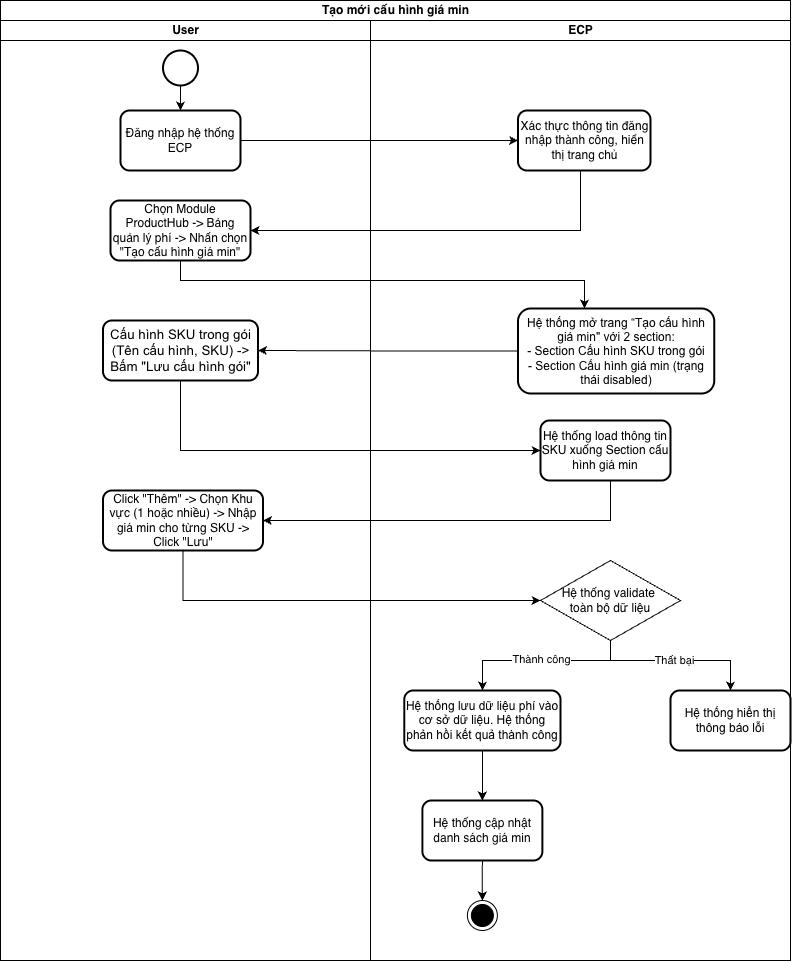 Tạo mới cấu hình giá min
User
ECP
Đăng nhập hệ thống
ECP
Xác thực thông tin đăng
nhập thành công, hiển
thị trang chủ
Chọn Module
ProductHub -> Bảng
quản lý phí -> Nhấn chọn
"Tạo cấu hình giá min"
Hệ thống mở trang “Tạo cấu hình
giá min" với 2 section:
- Section Cấu hình SKU trong gói
- Section Cấu hình giá min (trạng
thái disabled)
Cấu hình SKU trong gói
(Tên cấu hình, SKU) ->
Bấm "Lưu cấu hình gói"
Hệ thống load thông tin
SKU xuống Section cấu
hình giá min
Click "Thêm" -> Chọn Khu
vực (1 hoặc nhiều) -> Nhập
giá min cho từng SKU ->
Click "Lưu"
Hệ thống validate
toàn bộ dữ liệu
Thành công
Thất bại
Hệ thống lưu dữ liệu phí vào
cơ sở dữ liệu. Hệ thống
phản hồi kết quả thành công
Hệ thống hiển thị
thông báo lỗi
Hệ thống cập nhật
danh sách giá min